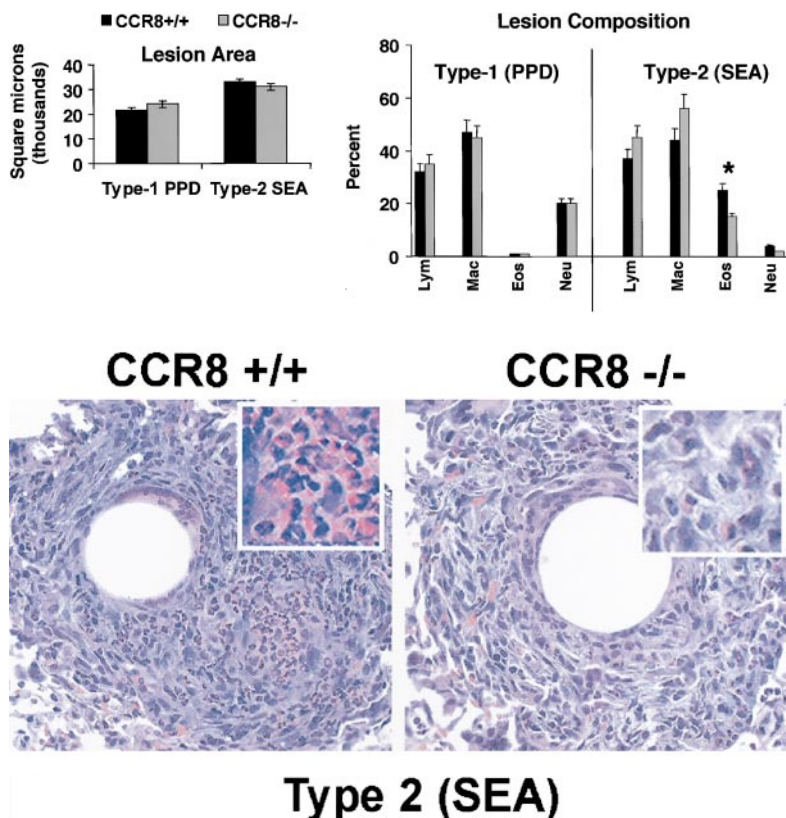 CCR8+/+ CCR8-/-
Lesion Area
Square microns
(thousands)
40
30
20
10
0
Type-1 PPD Type-2 SEA
Lesion Composition
Type-1 (PPD) Type-2 (SEA)
Percent
80
60
40
20
0
*
Lym Mac Eos Neu Lym Mac Eos Neu
CCR8 +/+ CCR8 -/-
Type 2 (SEA)